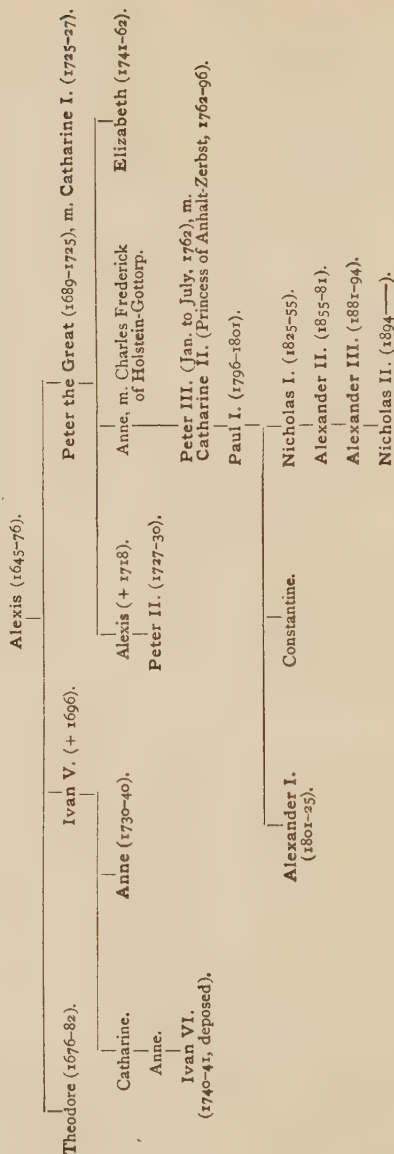 Alexis (1645-76).
Theodore (1676-82).
Ivan V. (+ 1696).
Peter the Great (1689-1725), m. Catharine I. (1725-27).
Catharine.
Anne (1730-40).
Alexis (+ 1718).
Anne, m. Charles Frederick
of Holstein-Gottorp.
Elizabeth (1741-62).
Anne.
Peter II. (1727-30).
Ivan VI.
(1740-41, deposed).
Peter III. (Jan. to July, 1762), m.
Catharine II. (Princess of Anhalt-Zerbst, 1762-96).
Paul I. (1796-1801).
Alexander I.
(1801-25).
Constantine.
Nicholas I. (1825-55).
Alexander II. (1855-81).
Alexander III. (1881-94).
Nicholas II. (1894——).